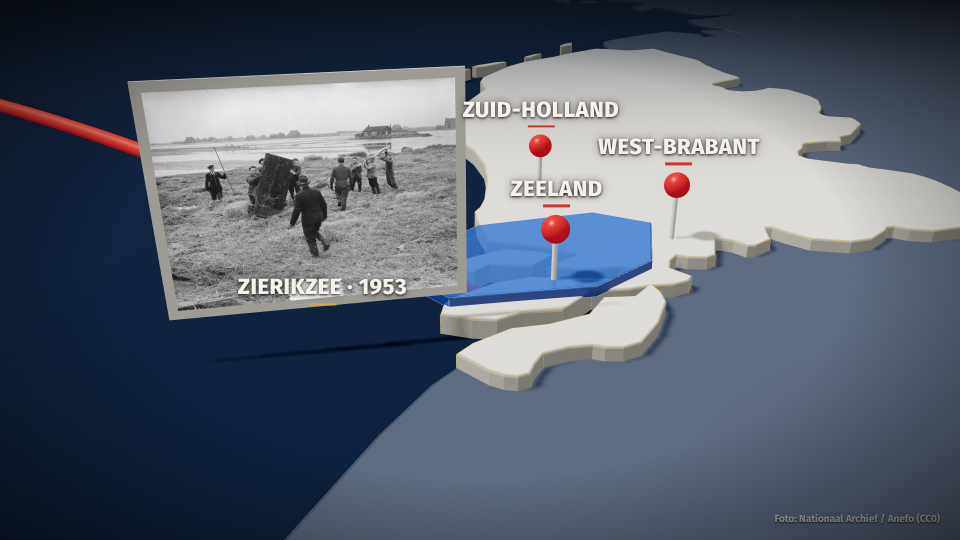 ZUID-HOLLAND
WEST-BRABANT
ZEELAND
ZIERIKZEE · 1953
Foto: Nationaal Archief / Anefo (CC0)